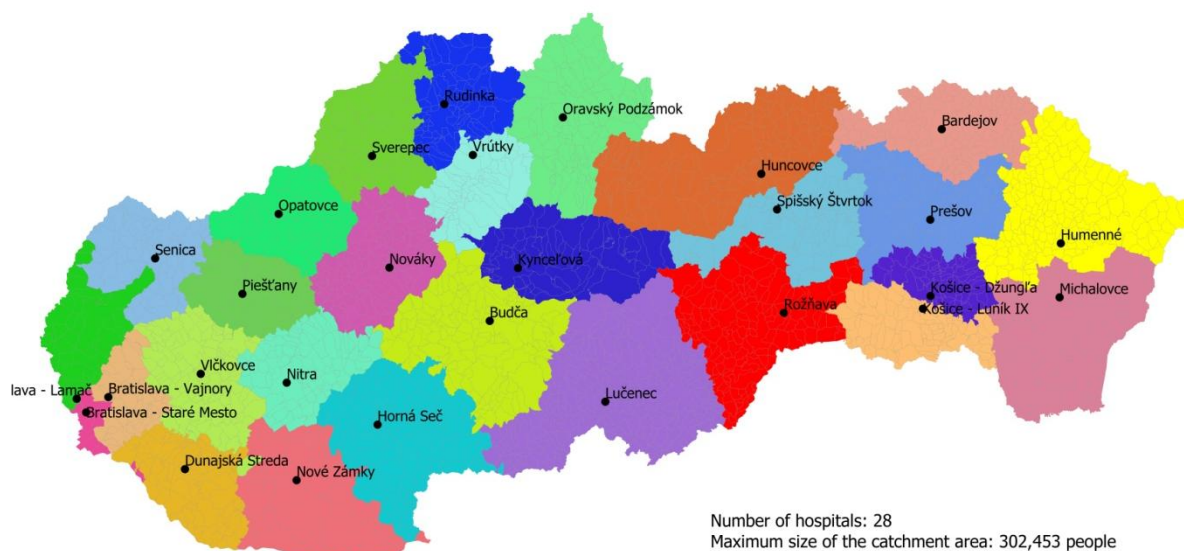 Rudinka
Oravský Podzámok
Bardejov
Sverepec
Vrútky
Huncovce
Opatovce
Spišský Štvrtok
Prešov
Senica
Nováky
Kynceľová
Humenné
Piešťany
Budča
Rožňava
Košice - Džungľa
Michalovce
Košice - Luník IX
Vlčkovce
Nitra
lava - Lamač
Bratislava - Vajnory
Bratislava - Staré Mesto
Horná Seč
Lučenec
Dunajská Streda
Nové Zámky
Number of hospitals: 28
Maximum size of the catchment area: 302,453 people